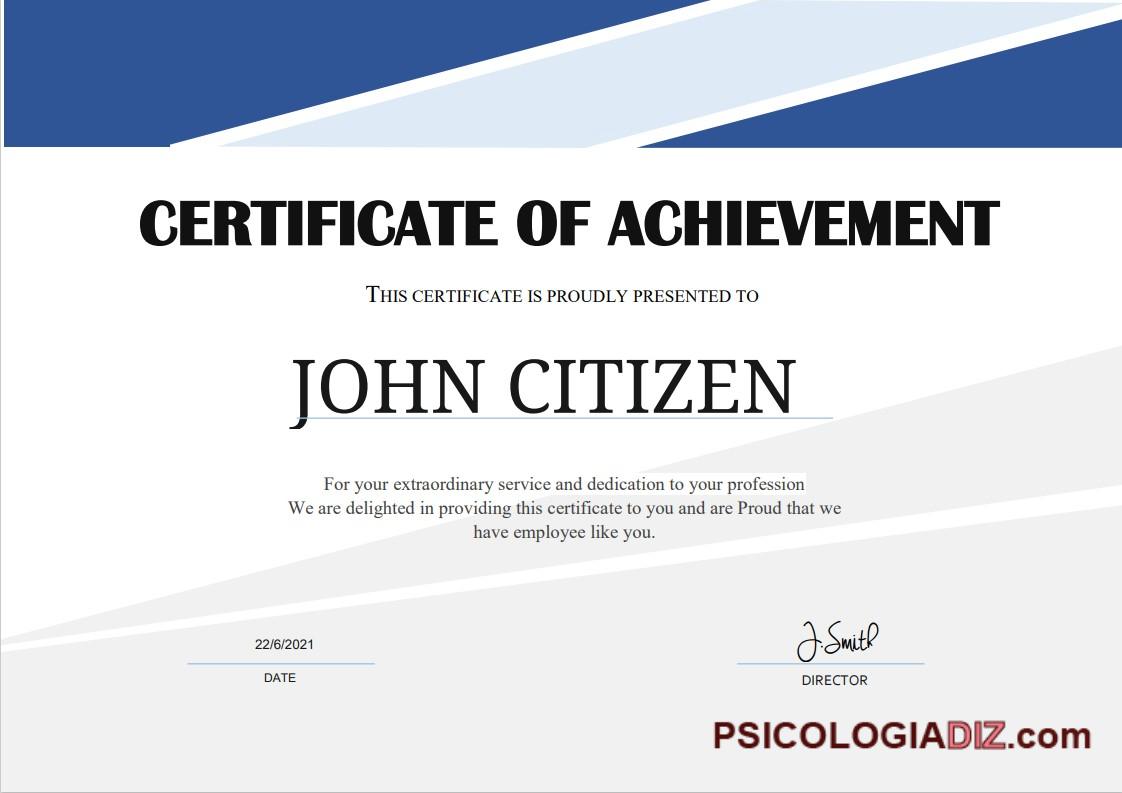 CERTIFICATE OF ACHIEVEMENT
THIS CERTIFICATE IS PROUDLY PRESENTED TO
JOHN CITIZEN
For your extraordinary service and dedication to your profession
We are delighted in providing this certificate to you and are Proud that we
have employee like you.
22/6/2021
DATE
J.Smith
DIRECTOR
PSICOLOGIADIZ.com